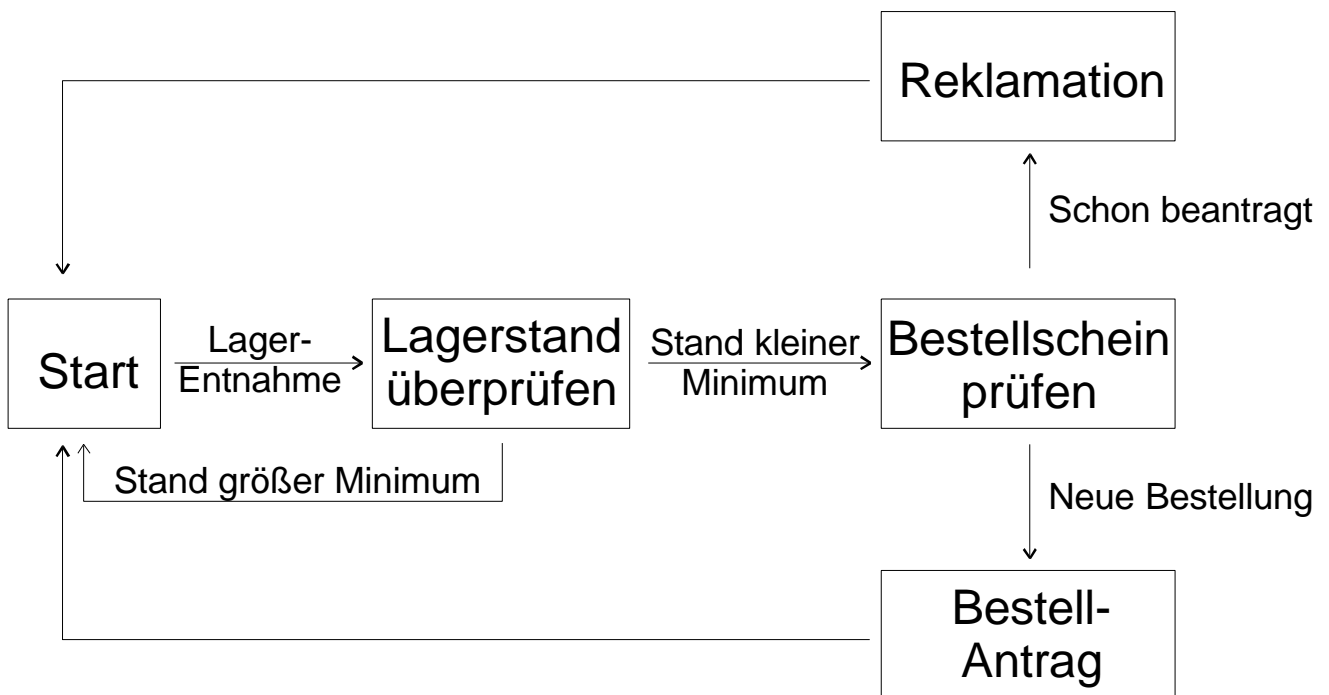 Reklamation
Schon beantragt
Start
Lager-
Entnahme
Lagerstand
überprüfen
Stand kleiner
Minimum
Bestellschein
prüfen
Stand größer Minimum
Neue Bestellung
Bestell-
Antrag